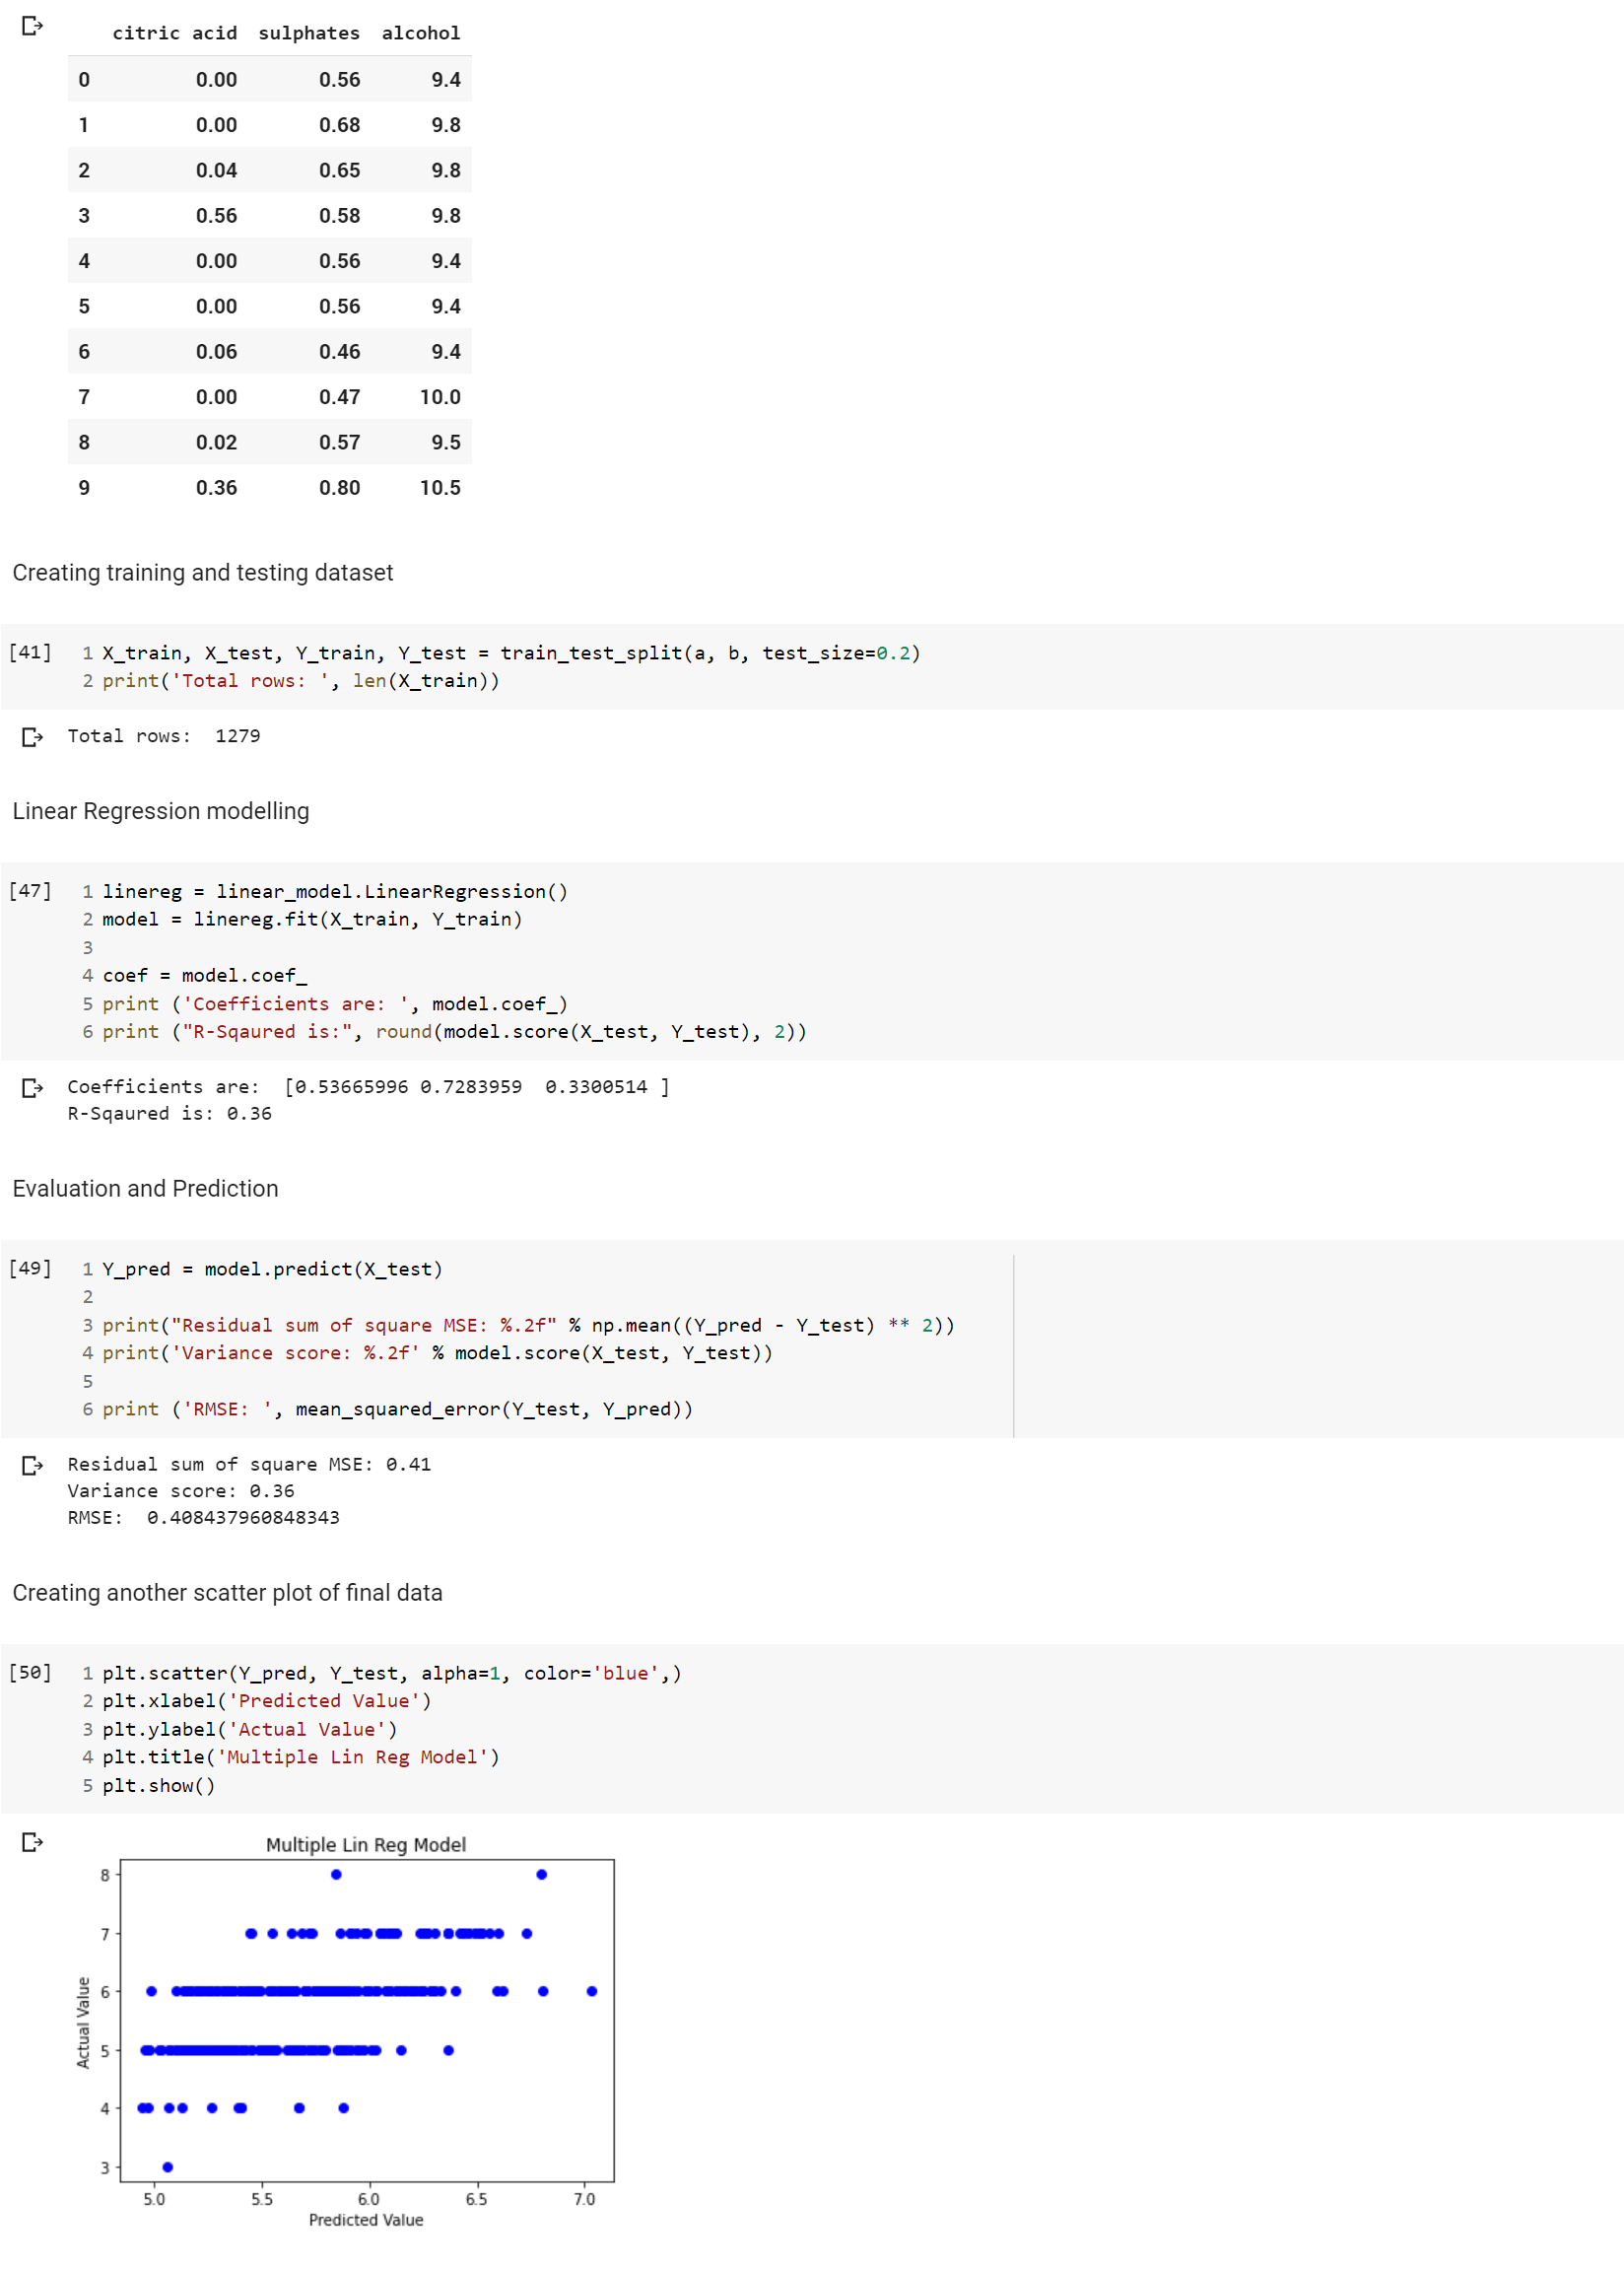 citric acid sulphates alcohol
0 0.00 0.56 9.4
1 0.00 0.68 9.8
2 0.04 0.65 9.8
3 0.56 0.58 9.8
4 0.00 0.56 9.4
5 0.00 0.56 9.4
6 0.06 0.46 9.4
7 0.00 0.47 10.0
8 0.02 0.57 9.5
9 0.36 0.80 10.5
Creating training and testing dataset
[41] 1 X_train, X_test, Y_train, Y_test = train_test_split(a, b, test_size=0.2)
2 print('Total rows: ', len(X_train))
Total rows:  1279
Linear Regression modelling
[47] 1 linereg = linear_model.LinearRegression()
2 model = linereg.fit(X_train, Y_train)
3
4 coef = model.coef_
5 print ('Coefficients are: ', model.coef_)
6 print ("R-Sqaured is:", round(model.score(X_test, Y_test), 2))
Coefficients are:  [0.53665996 0.7283959  0.3300514 ]
R-Sqaured is: 0.36
Evaluation and Prediction
[49] 1 Y_pred = model.predict(X_test)
2
3 print("Residual sum of square MSE: %.2f" % np.mean((Y_pred - Y_test) ** 2))
4 print('Variance score: %.2f' % model.score(X_test, Y_test))
5
6 print ('RMSE: ', mean_squared_error(Y_test, Y_pred))
Residual sum of square MSE: 0.41
Variance score: 0.36
RMSE:  0.408437960848343
Creating another scatter plot of final data
[50] 1 plt.scatter(Y_pred, Y_test, alpha=1, color='blue',)
2 plt.xlabel('Predicted Value')
3 plt.ylabel('Actual Value')
4 plt.title('Multiple Lin Reg Model')
5 plt.show()
Multiple Lin Reg Model
8
7
6
5
4
3
Actual Value
5.0 5.5 6.0 6.5 7.0
Predicted Value